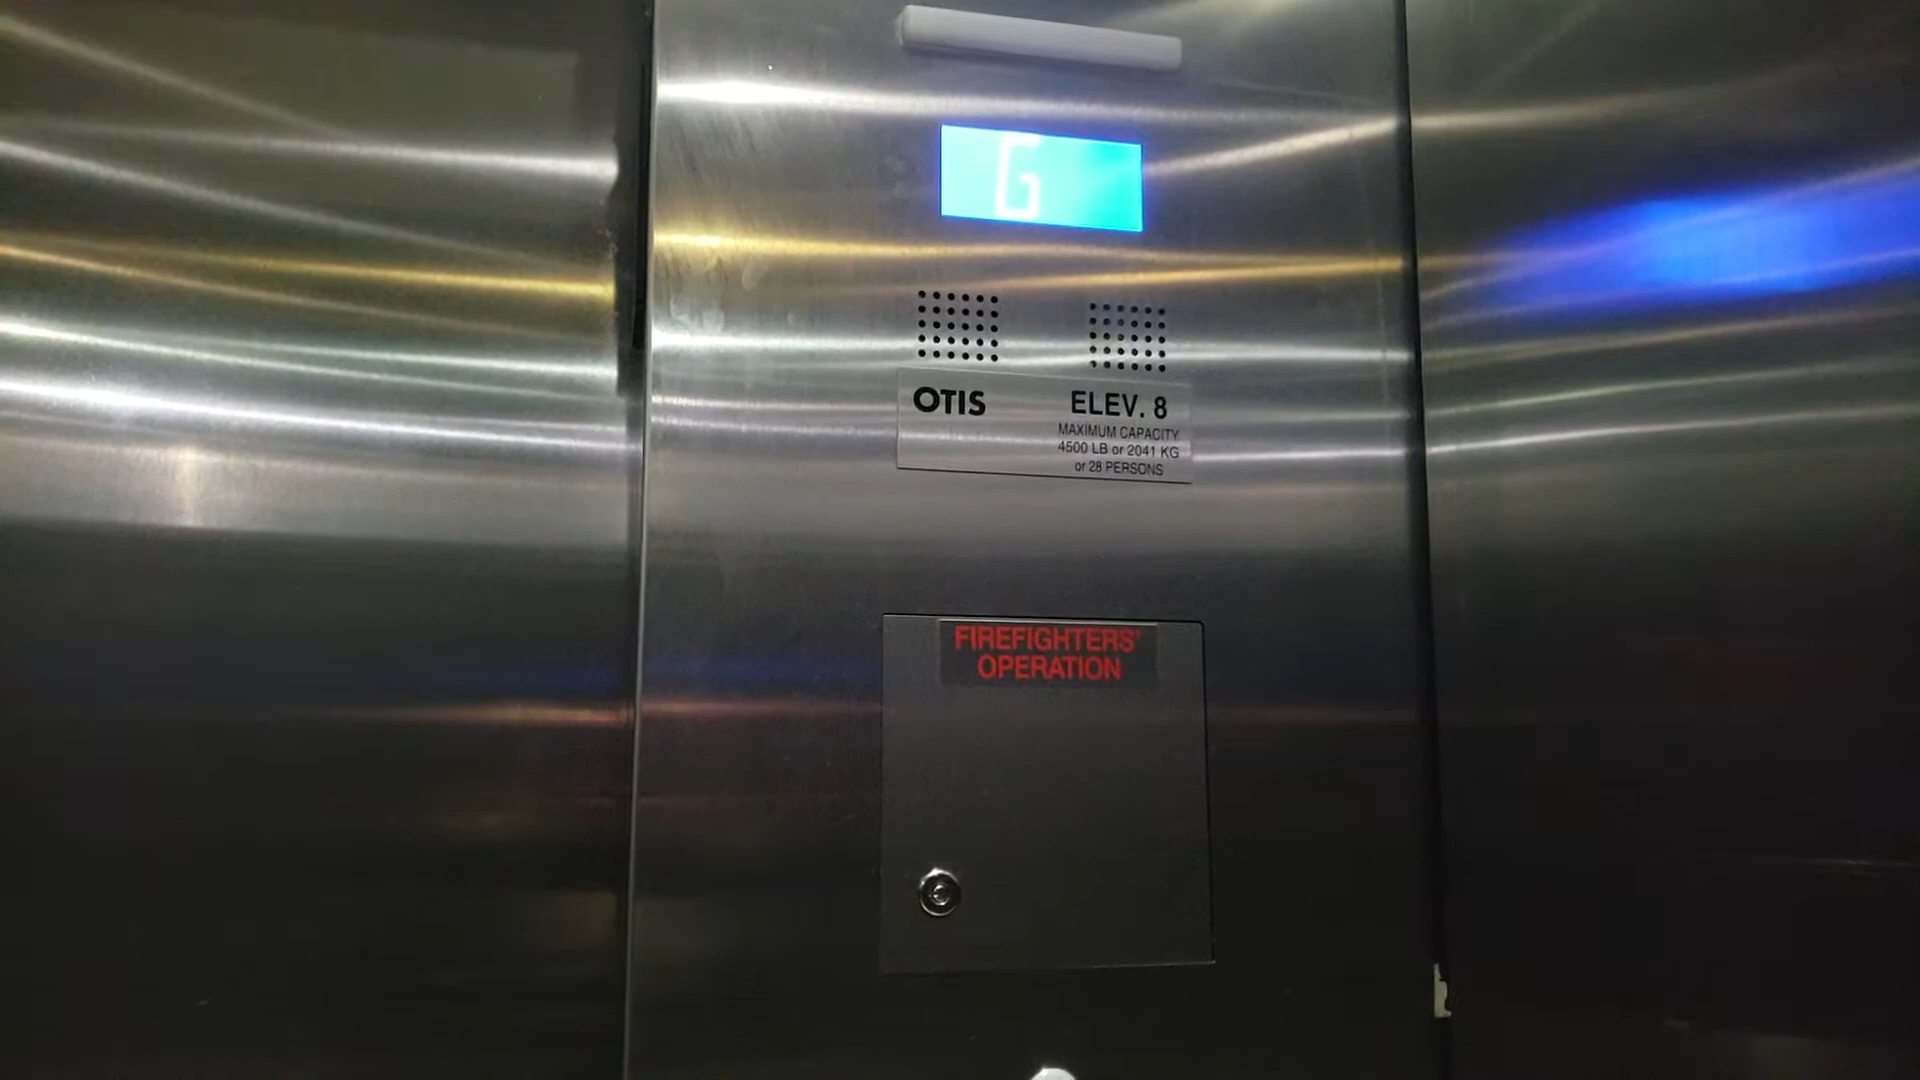 G
OTIS
ELEV. 8
MAXIMUM CAPACITY
4500 LB or 2041 KG
or 28 PERSONS
FIREFIGHTERS'
OPERATION